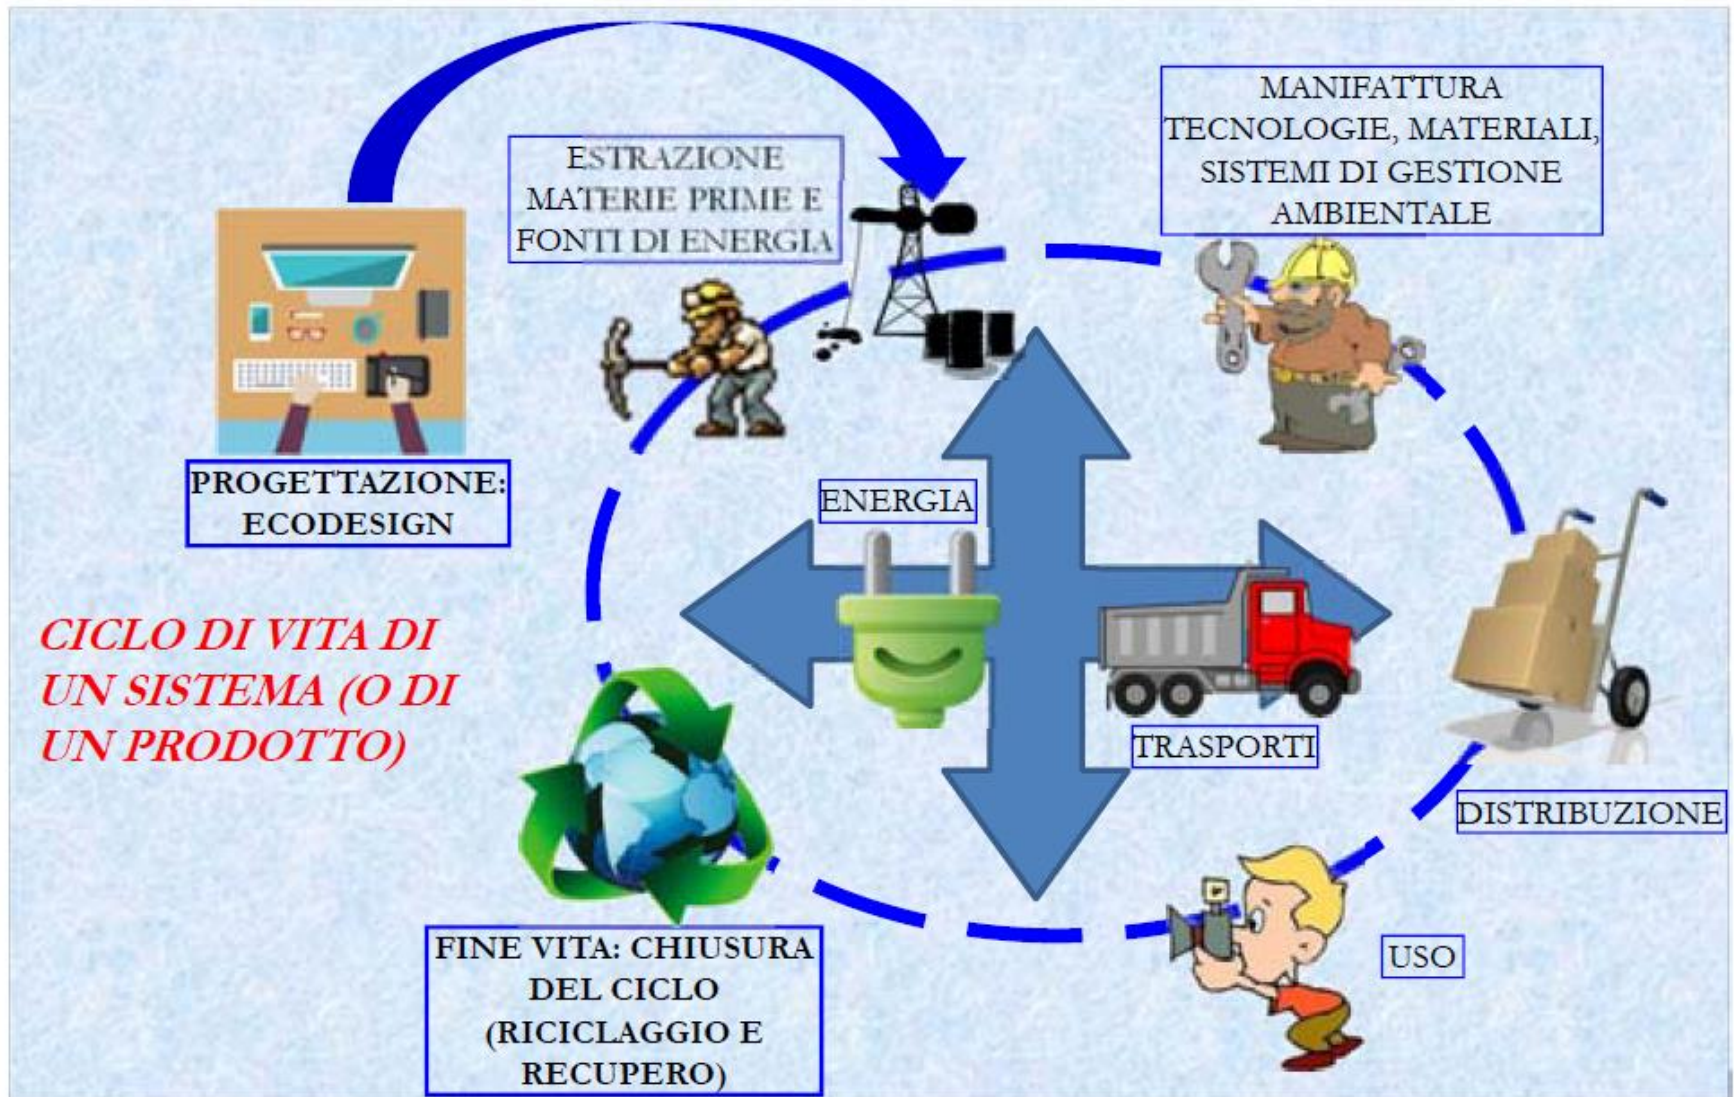 ESTRAZIONE
MATERIE PRIME E
FONTI DI ENERGIA
MANIFATTURA
TECNOLOGIE, MATERIALI,
SISTEMI DI GESTIONE
AMBIENTALE
PROGETTAZIONE:
ECODESIGN
ENERGIA
CICLO DI VITA DI
UN SISTEMA (O DI
UN PRODOTTO)
TRASPORTI
DISTRIBUZIONE
USO
FINE VITA: CHIUSURA
DEL CICLO
(RICICLAGGIO E
RECUPERO)